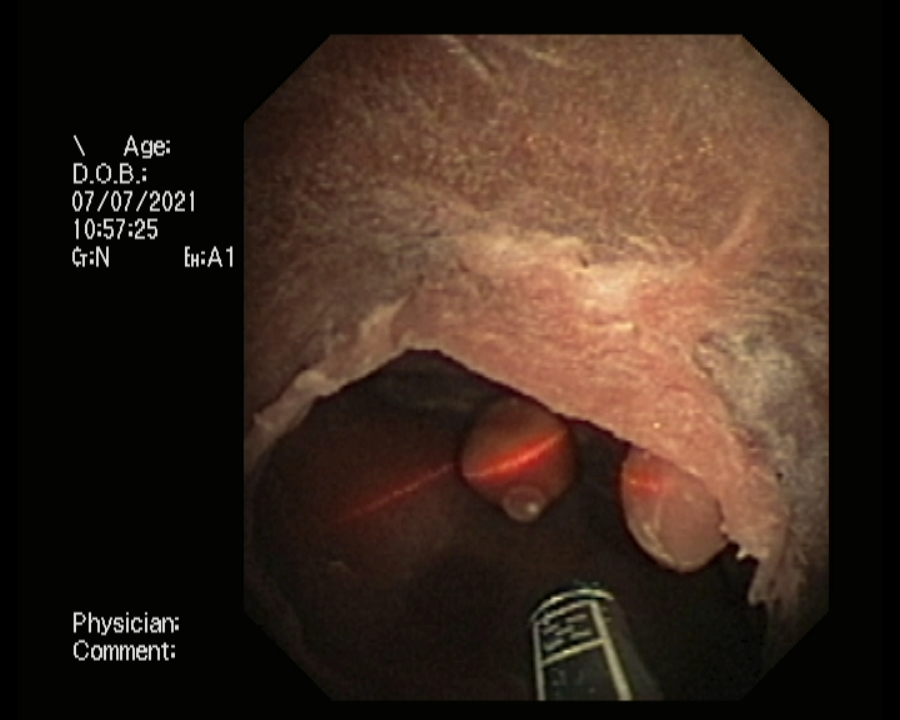 \ Age:
D.O.B.:
07/07/2021
10:57:25
Cr:N EH:A1
Physician:
Comment: